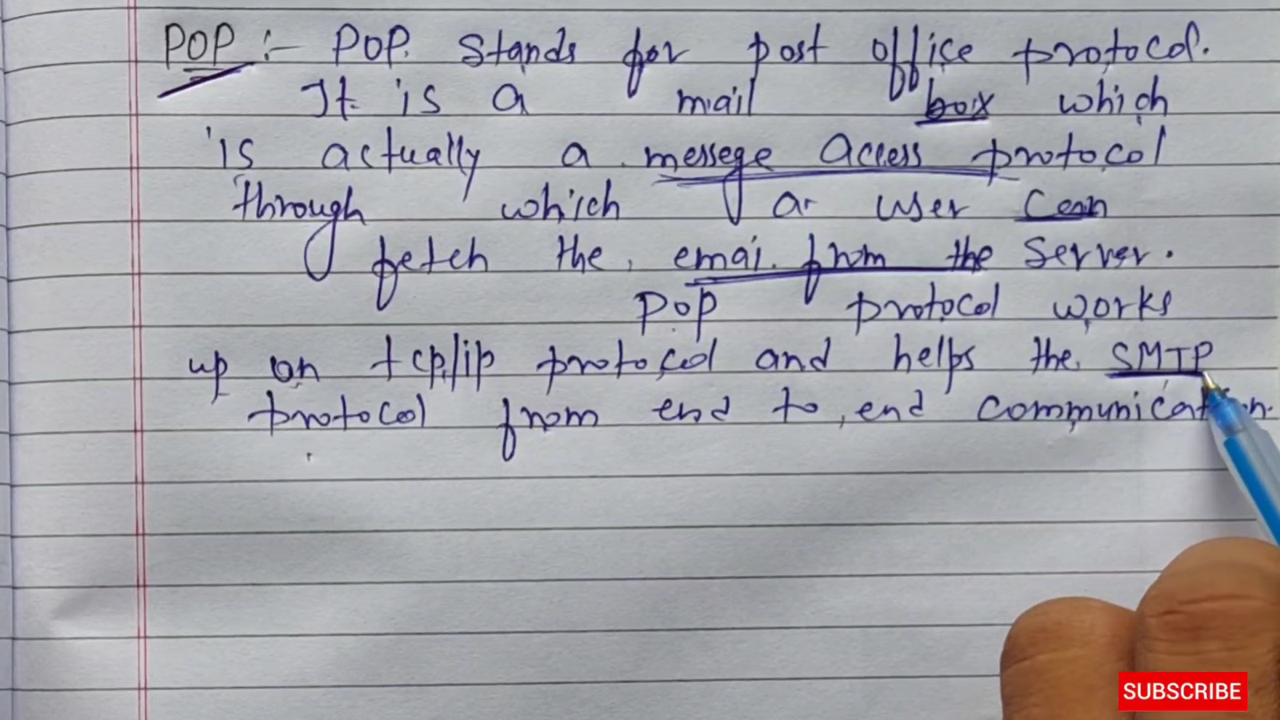 POP :- POP. Stands for post office protocol.
It is a mail box which
is actually a messege Access protocol
through which a user can
fetch the emai from the Server.
pop protocol works
up on tcp/ip protocol and helps the SMTP
protocol from end to end communication.
SUBSCRIBE